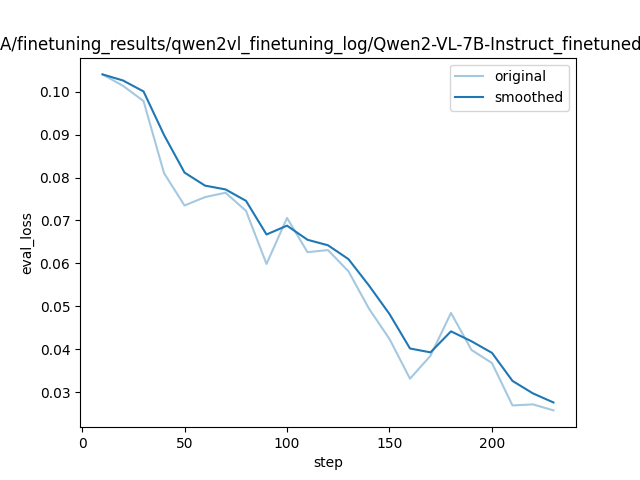 A/finetuning_results/qwen2vl_finetuning_log/Qwen2-VL-7B-Instruct_finetuned
original
smoothed
0.10
0.09
0.08
0.07
0.06
0.05
0.04
0.03
eval_loss
0
50
100
150
200
step